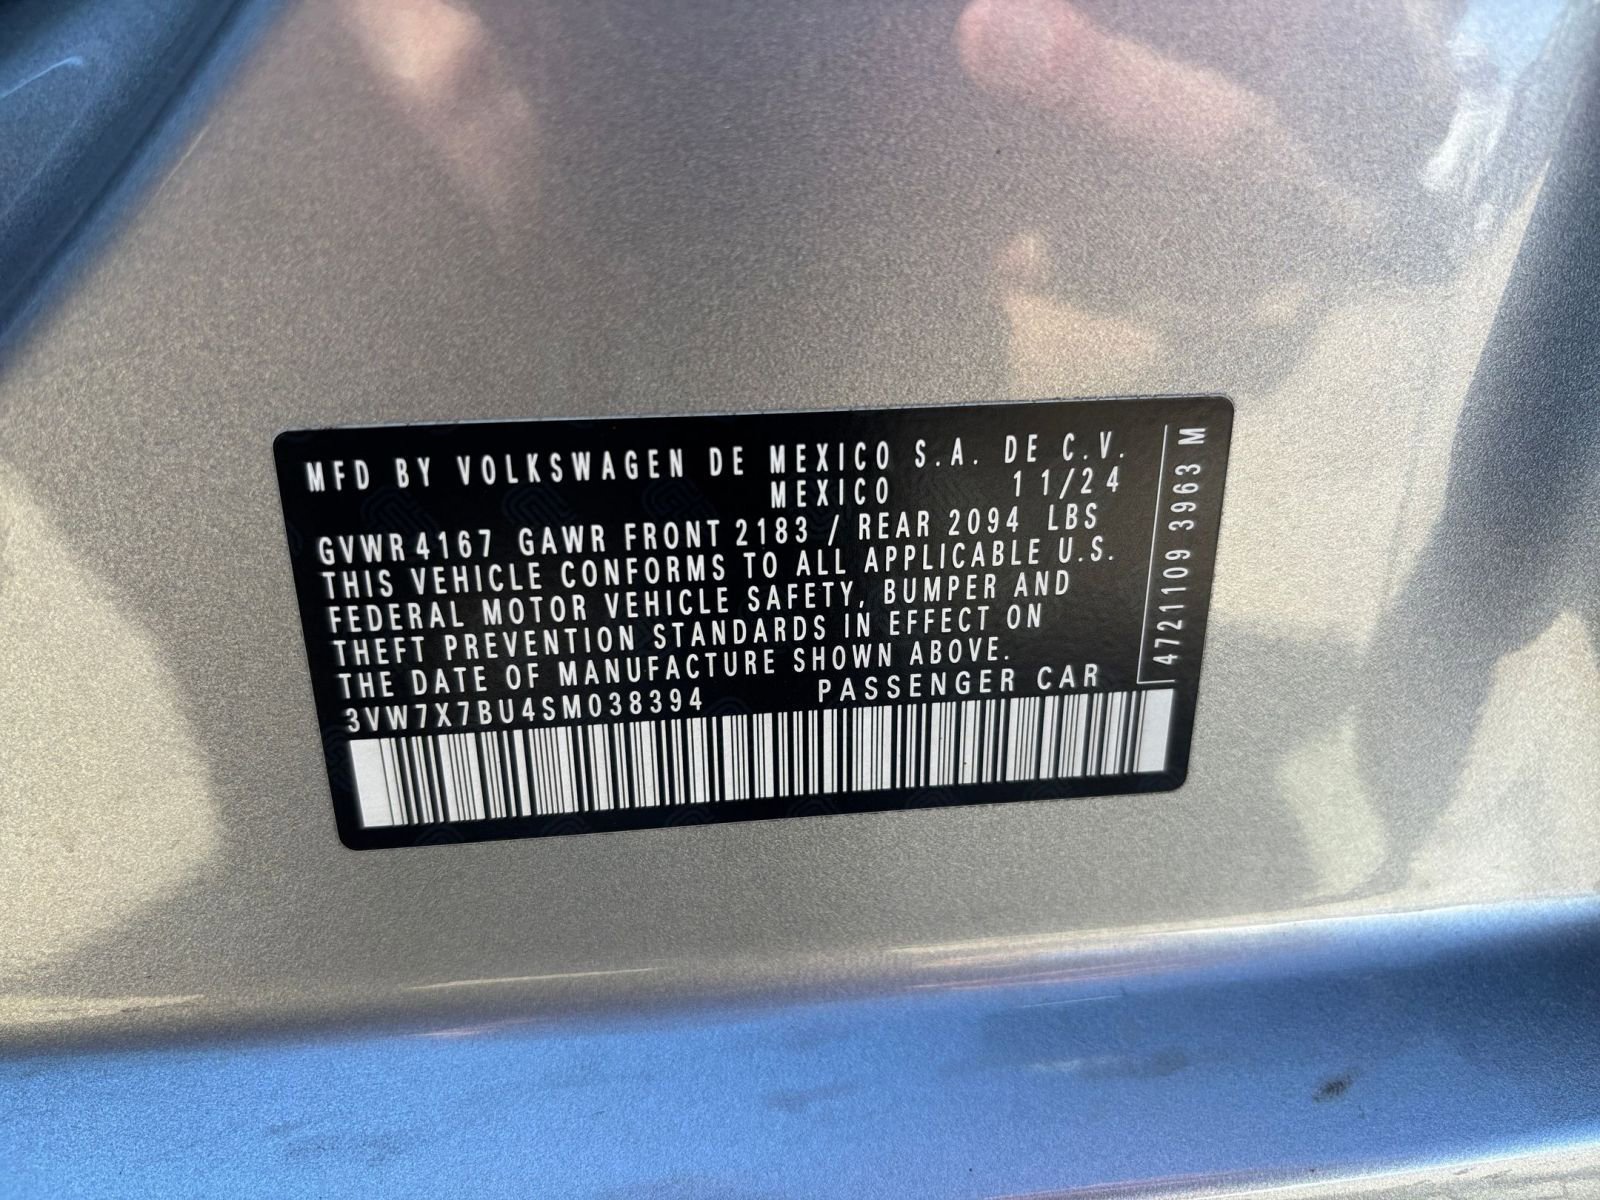 MFD BY VOLKSWAGEN DE MEXICO S.A. DE C.V.
MEXICO 11/24
GVWR 4167 GAWR FRONT 2183 / REAR 2094 LBS
THIS VEHICLE CONFORMS TO ALL APPLICABLE U.S.
FEDERAL MOTOR VEHICLE SAFETY, BUMPER AND
THEFT PREVENTION STANDARDS IN EFFECT ON
THE DATE OF MANUFACTURE SHOWN ABOVE.
3VW7X7BU4SM038394 PASSENGER CAR
4721109 3963 M